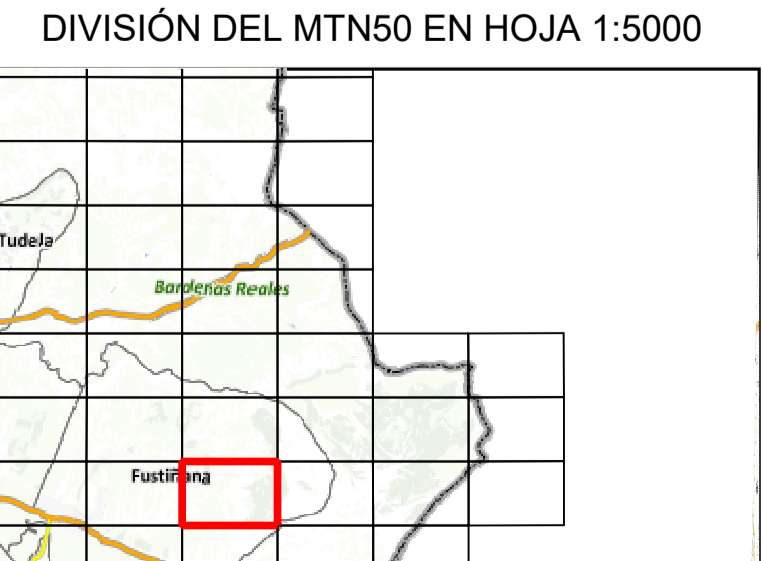 DIVISIÓN DEL MTN50 EN HOJA 1:5000
Tudela
Bardenas Reales
Fustiñana